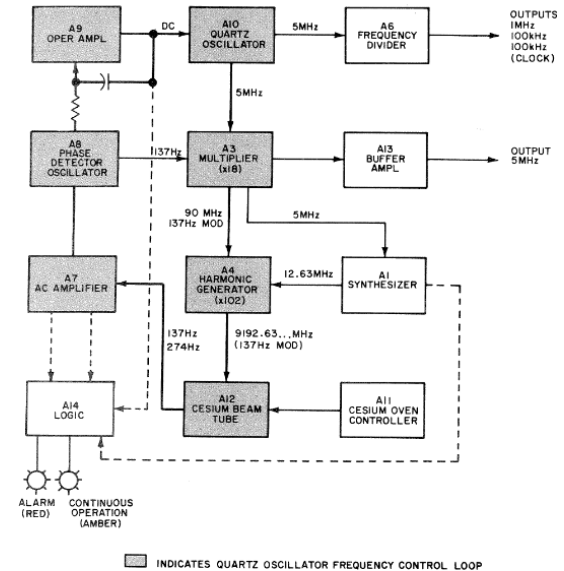 A9
OPER AMPL
DC
A10
QUARTZ
OSCILLATOR
5MHz
A6
FREQUENCY
DIVIDER
OUTPUTS
1MHz
100kHz
100kHz
(CLOCK)
5MHz
A8
PHASE
DETECTOR
OSCILLATOR
137Hz
A3
MULTIPLIER
(x18)
A13
BUFFER
AMPL
OUTPUT
5MHz
90 MHz
137Hz MOD
5MHz
A7
AC AMPLIFIER
A4
HARMONIC
GENERATOR
(x102)
12.63MHz
A1
SYNTHESIZER
137Hz
274Hz
9192.63...MHz
(137Hz MOD)
A14
LOGIC
A12
CESIUM BEAM
TUBE
A11
CESIUM OVEN
CONTROLLER
ALARM
(RED)
CONTINUOUS
OPERATION
(AMBER)
INDICATES QUARTZ OSCILLATOR FREQUENCY CONTROL LOOP